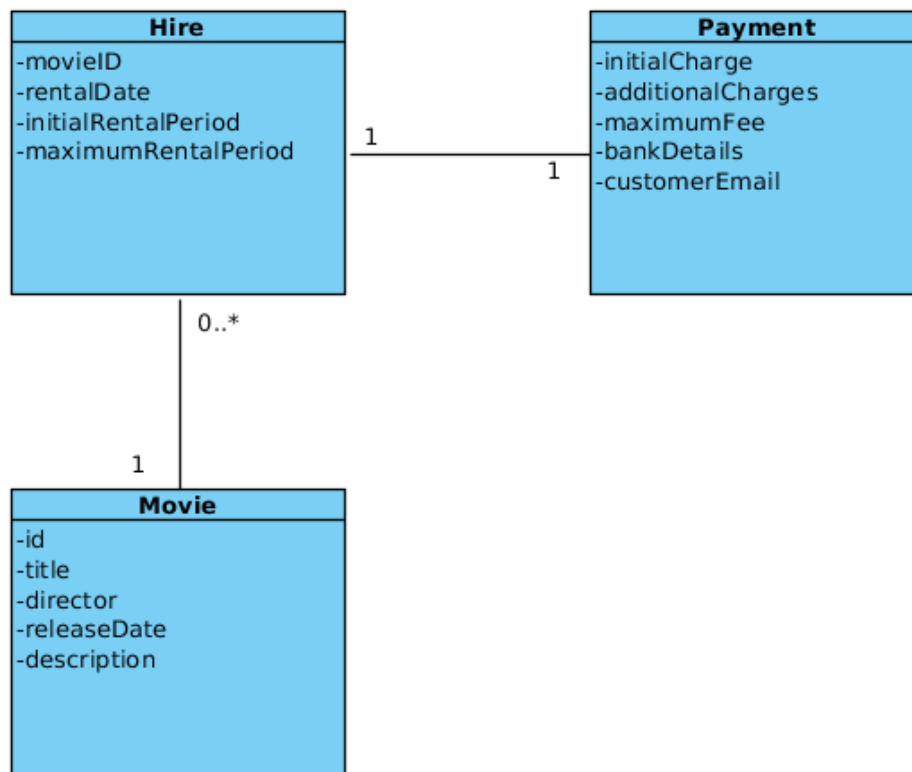 Hire
-movieID
-rentalDate
-initialRentalPeriod
-maximumRentalPeriod
1
1
Payment
-initialCharge
-additionalCharges
-maximumFee
-bankDetails
-customerEmail
0..*
1
Movie
-id
-title
-director
-releaseDate
-description